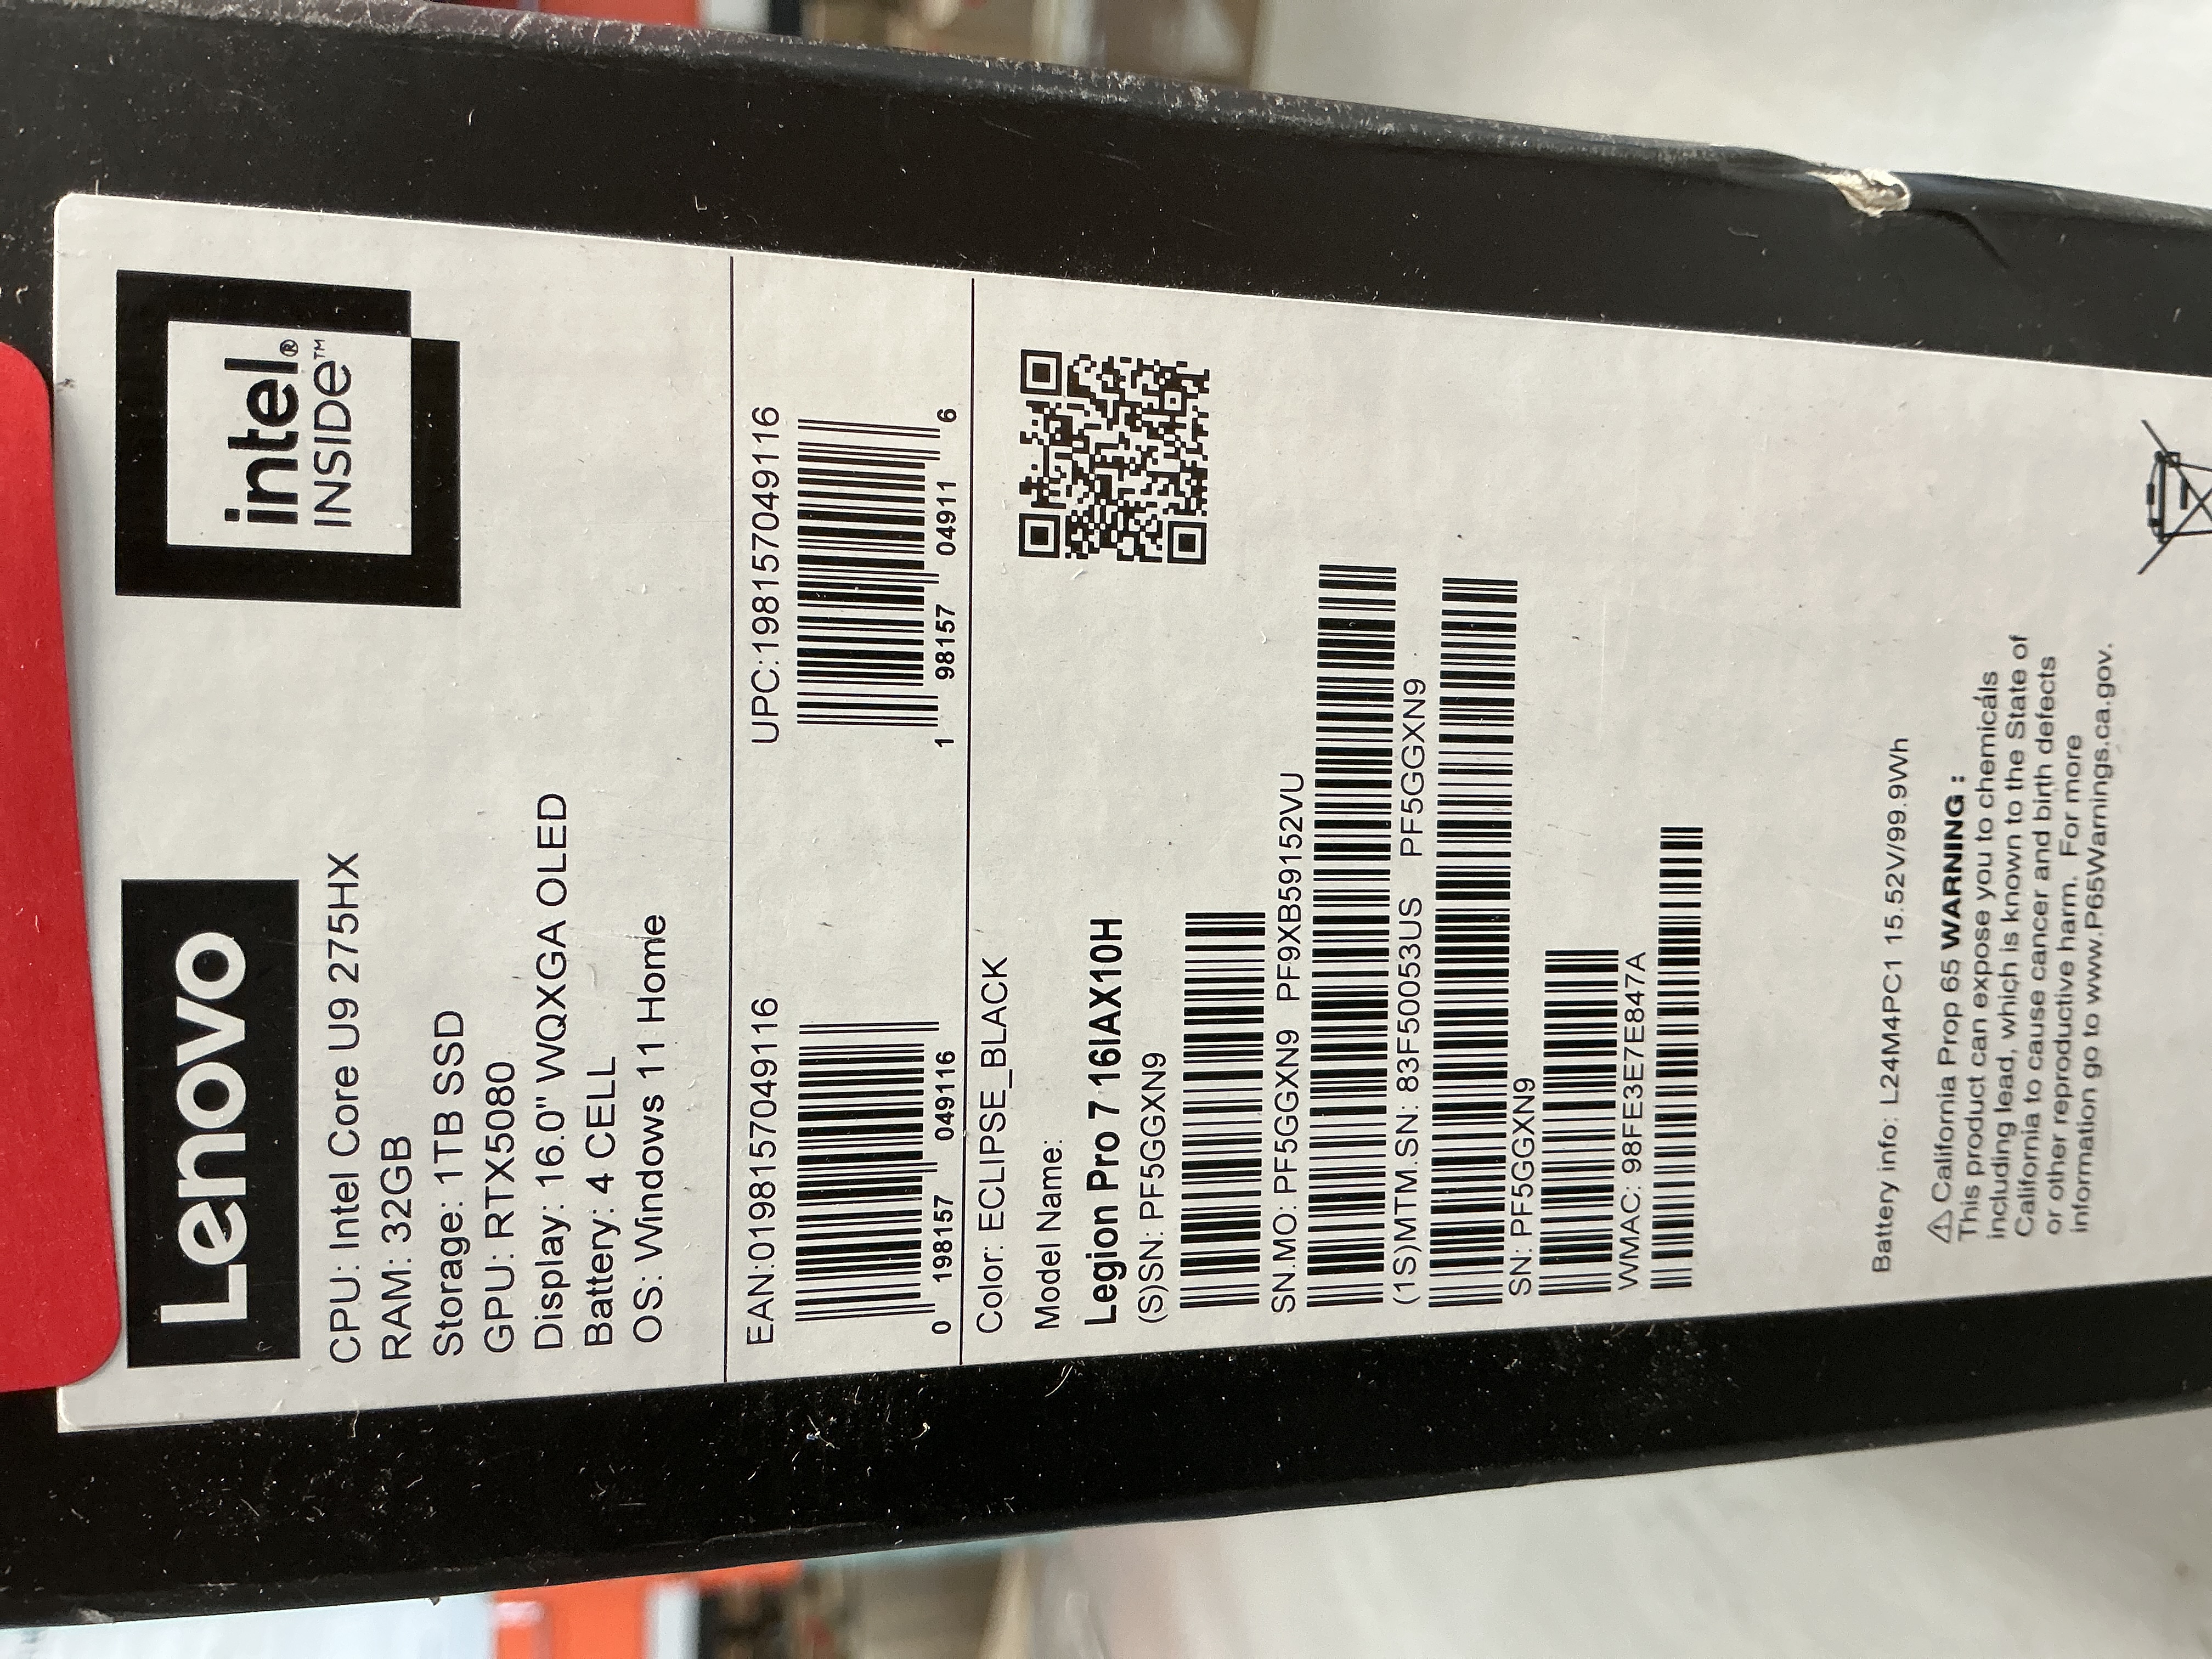 Lenovo
intel®
INSIDE™
CPU: Intel Core U9 275HX
RAM: 32GB
Storage: 1TB SSD
GPU: RTX5080
Display: 16.0" WQXGA OLED
Battery: 4 CELL
OS: Windows 11 Home
EAN:0198157049116
0 198157 049116
UPC:198157049116
1 98157 04911 6
Color: ECLIPSE_BLACK
Model Name:
Legion Pro 7 16IAX10H
(S)SN: PF5GGXN9
SN.MO: PF5GGXN9 PF9XB59152VU
(1S)MTM.SN: 83F50053US PF5GGXN9
SN: PF5GGXN9
WMAC: 98FE3E7E847A
Battery info: L24M4PC1 15.52V/99.9Wh
⚠ California Prop 65 WARNING :
This product can expose you to chemicals
including lead, which is known to the State of
California to cause cancer and birth defects
or other reproductive harm. For more
information go to www.P65Warnings.ca.gov.